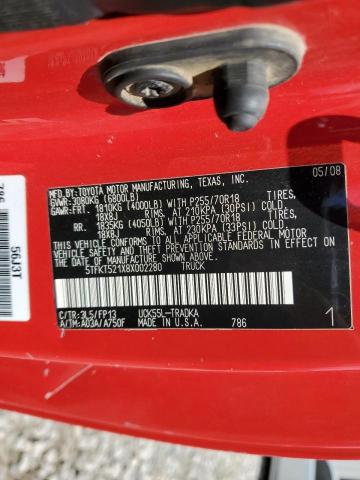 MFD.BY:TOYOTA MOTOR MANUFACTURING, TEXAS, INC. 05/08
GVWR:3080KG (6800LB)
GAWR:FRT. 1810KG (4000LB) WITH P255/70R18 TIRES,
18X8J RIMS, AT 210KPA (30PSI) COLD.
RR. 1835KG (4050LB) WITH P255/70R18 TIRES,
18X8J RIMS, AT 230KPA (33PSI) COLD.
THIS VEHICLE CONFORMS TO ALL APPLICABLE FEDERAL MOTOR
VEHICLE SAFETY AND THEFT PREVENTION STANDARDS IN
EFFECT ON THE DATE OF MANUFACTURE SHOWN ABOVE.
5TFKT521X8X002280 TRUCK
C/TR:3L5/FP13 UCK55L-TRADKA
A/TM:A03A/A750F MADE IN U.S.A. 786 1
786
563T